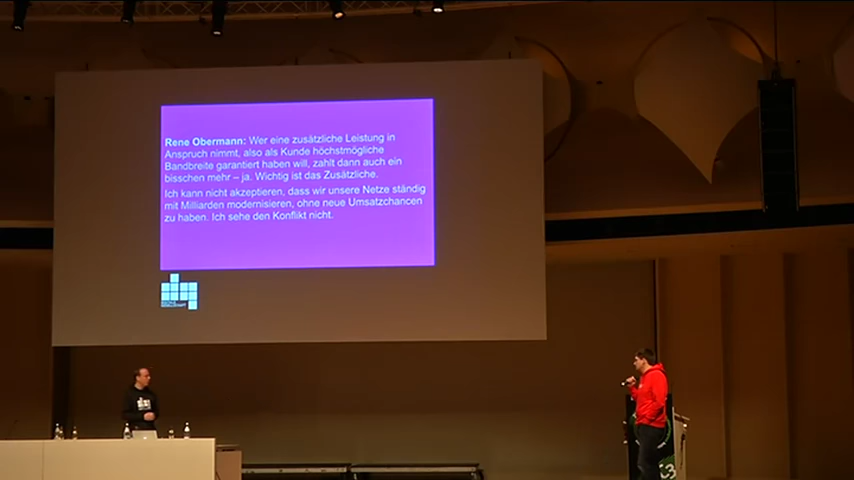 Rene Obermann: Wer eine zusätzliche Leistung in
Anspruch nimmt, also als Kunde höchstmögliche
Bandbreite garantiert haben will, zahlt dann auch ein
bisschen mehr – ja. Wichtig ist das Zusätzliche.
Ich kann nicht akzeptieren, dass wir unsere Netze ständig
mit Milliarden modernisieren, ohne neue Umsatzchancen
zu haben. Ich sehe den Konflikt nicht.